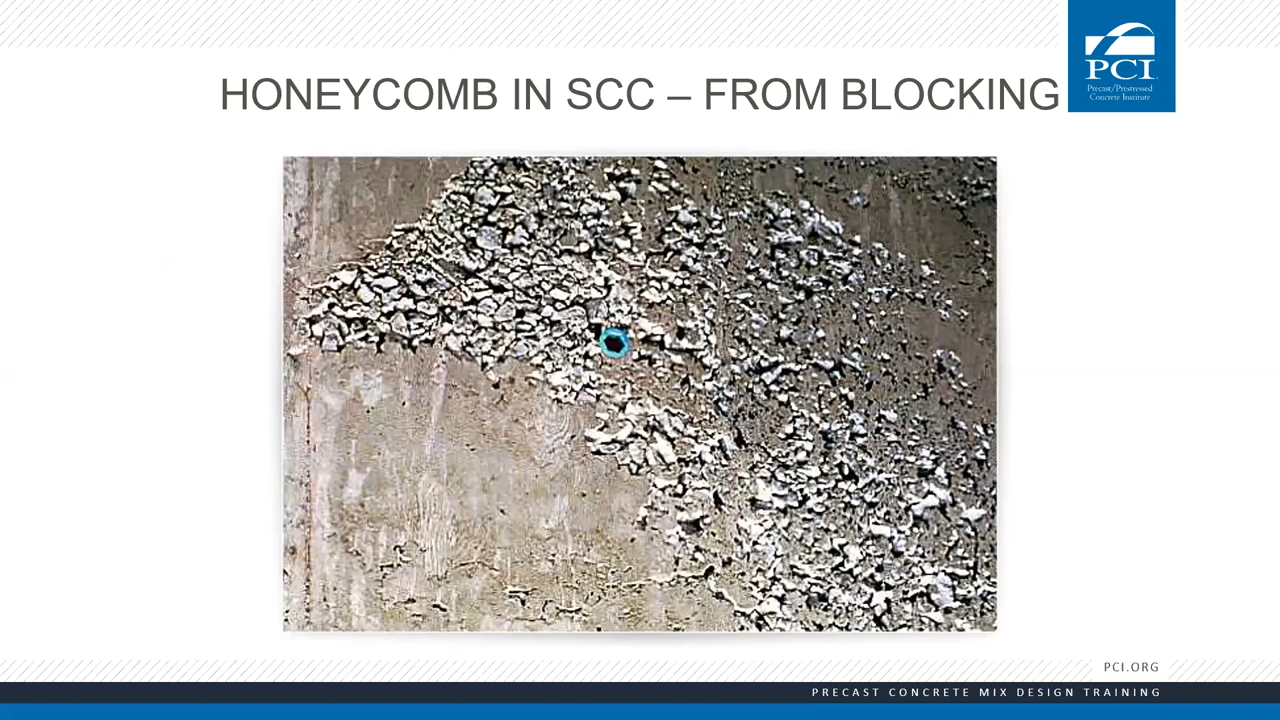 HONEYCOMB IN SCC – FROM BLOCKING
PCI
Precast/Prestressed
Concrete Institute
PCI.ORG
PRECAST CONCRETE MIX DESIGN TRAINING